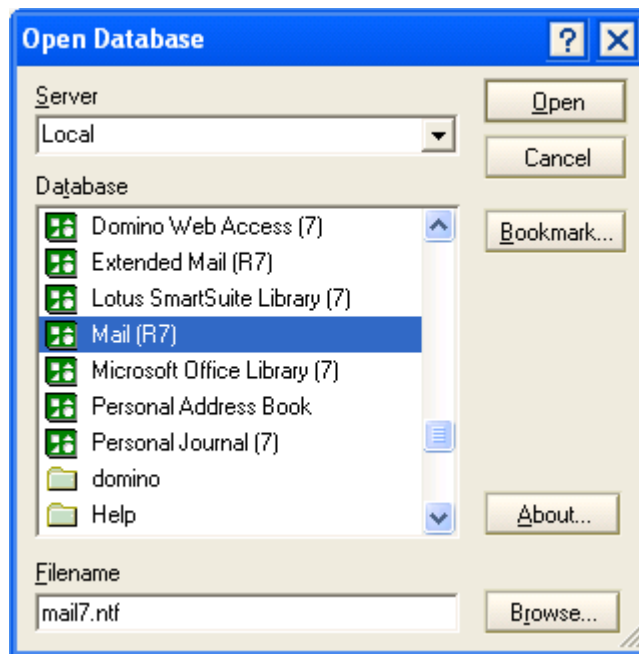 Open Database
Server
Open
Local
Cancel
Database
Domino Web Access (7)
Bookmark...
Extended Mail (R7)
Lotus SmartSuite Library (7)
Mail (R7)
Microsoft Office Library (7)
Personal Address Book
Personal Journal (7)
domino
Help
About...
Filename
mail7.ntf
Browse...